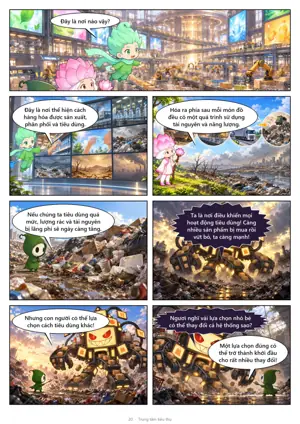 Đây là nơi nào vậy?
Đây là nơi thể hiện cách
hàng hóa được sản xuất,
phân phối và tiêu dùng.
Hóa ra phía sau mỗi món đồ
đều có một quá trình sử dụng
tài nguyên và năng lượng.
Nếu chúng ta tiêu dùng quá
mức, lượng rác và tài nguyên
bị lãng phí sẽ ngày càng tăng.
Ta là nơi điều khiển mọi
hoạt động tiêu dùng! Càng
nhiều sản phẩm bị mua rồi
vứt bỏ, ta càng mạnh!
Nhưng con người có thể lựa
chọn cách tiêu dùng khác!
Ngươi nghĩ vài lựa chọn nhỏ bé
có thể thay đổi cả hệ thống sao?
Một lựa chọn đúng có
thể trở thành khởi đầu
cho rất nhiều thay đổi!